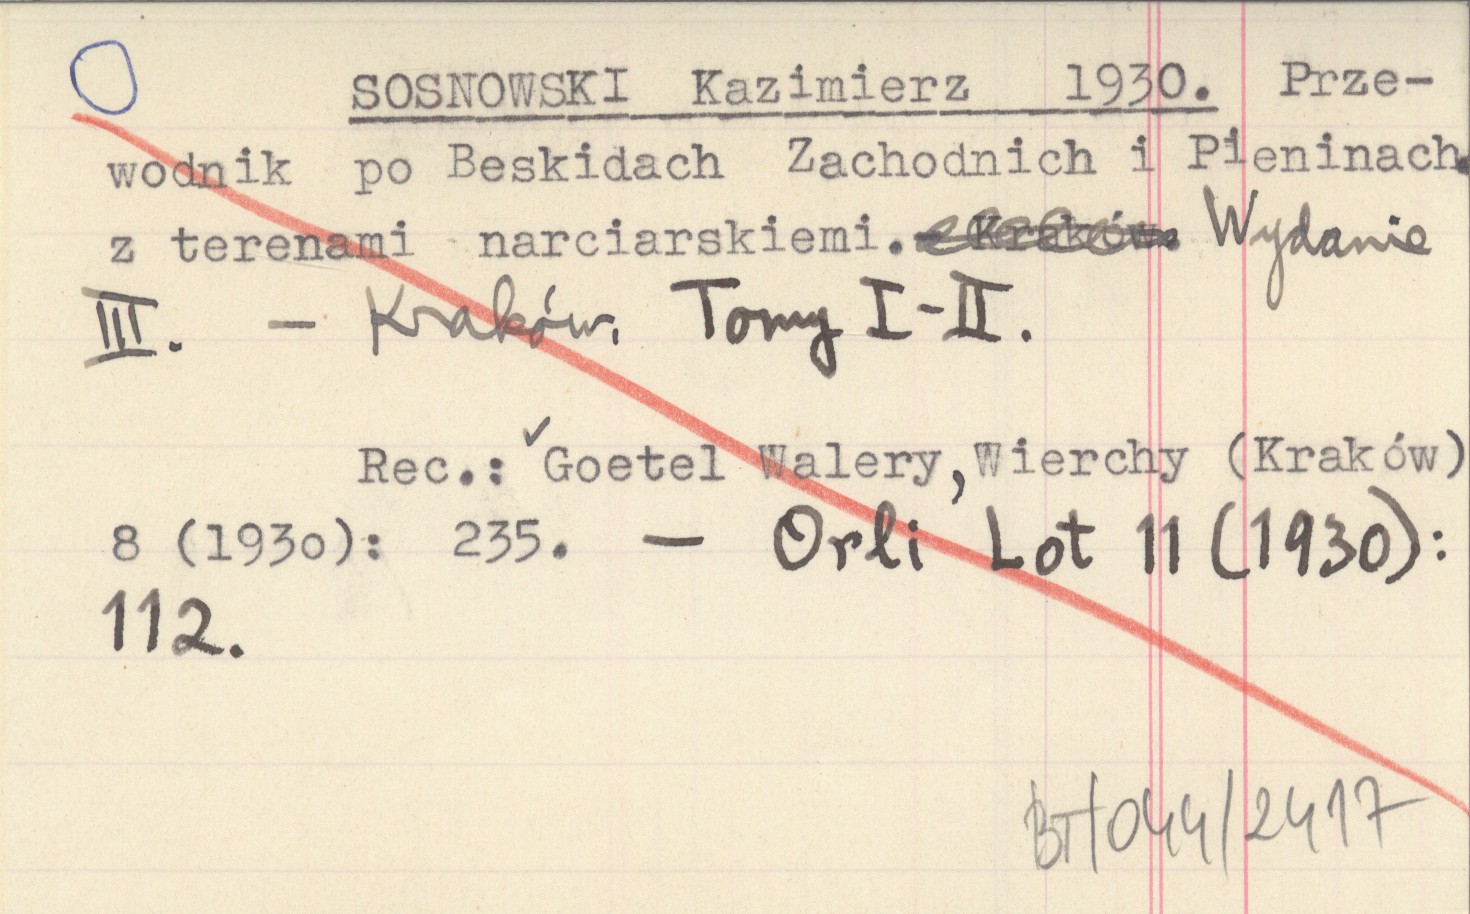 SOSNOWSKI Kazimierz 1930. Prze-
wodnik po Beskidach Zachodnich i Pieninach.
z terenami narciarskiemi. Kraków. Wydanie
III. — Kraków. Tomy I-II.
Rec.: Goetel Walery, Wierchy (Kraków)
8 (193o): 235. — Orli Lot 11 (1930):
112.
BT/044/2417